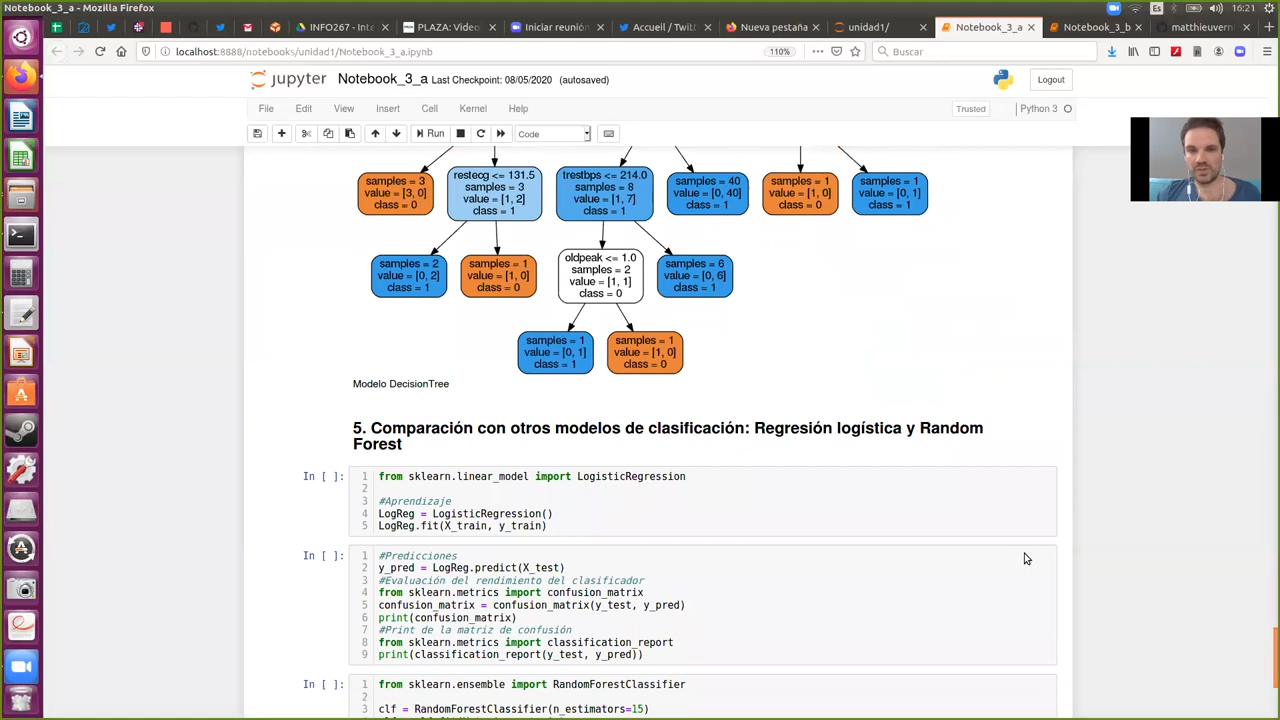 Notebook_3_a - Mozilla Firefox
Es
16:21
INFO267 - Int
PLAZA: Video
Iniciar reunión
Accueil / Twitt
Nueva pestaña
unidad1/
Notebook_3_a
Notebook_3_b
matthieuvern
localhost:8888/notebooks/unidad1/Notebook_3_a.ipynb
110%
Buscar
jupyter
Notebook_3_a
Last Checkpoint: 08/05/2020
(autosaved)
Logout
File
Edit
View
Insert
Cell
Kernel
Help
Trusted
Python 3
Run
Code
samples = 3
value = [3, 0]
class = 0
restecg <= 131.5
samples = 3
value = [1, 2]
class = 1
trestbps <= 214.0
samples = 8
value = [1, 7]
class = 1
samples = 40
value = [0, 40]
class = 1
samples = 1
value = [1, 0]
class = 0
samples = 1
value = [0, 1]
class = 1
samples = 2
value = [0, 2]
class = 1
samples = 1
value = [1, 0]
class = 0
oldpeak <= 1.0
samples = 2
value = [1, 1]
class = 0
samples = 6
value = [0, 6]
class = 1
samples = 1
value = [0, 1]
class = 1
samples = 1
value = [1, 0]
class = 0
Modelo DecisionTree
5. Comparación con otros modelos de clasificación: Regresión logística y Random
Forest
In [ ]:
1 from sklearn.linear_model import LogisticRegression
2
3 #Aprendizaje
4 LogReg = LogisticRegression()
5 LogReg.fit(X_train, y_train)
In [ ]:
1 #Predicciones
2 y_pred = LogReg.predict(X_test)
3 #Evaluación del rendimiento del clasificador
4 from sklearn.metrics import confusion_matrix
5 confusion_matrix = confusion_matrix(y_test, y_pred)
6 print(confusion_matrix)
7 #Print de la matriz de confusión
8 from sklearn.metrics import classification_report
9 print(classification_report(y_test, y_pred))
In [ ]:
1 from sklearn.ensemble import RandomForestClassifier
2
3 clf = RandomForestClassifier(n_estimators=15)